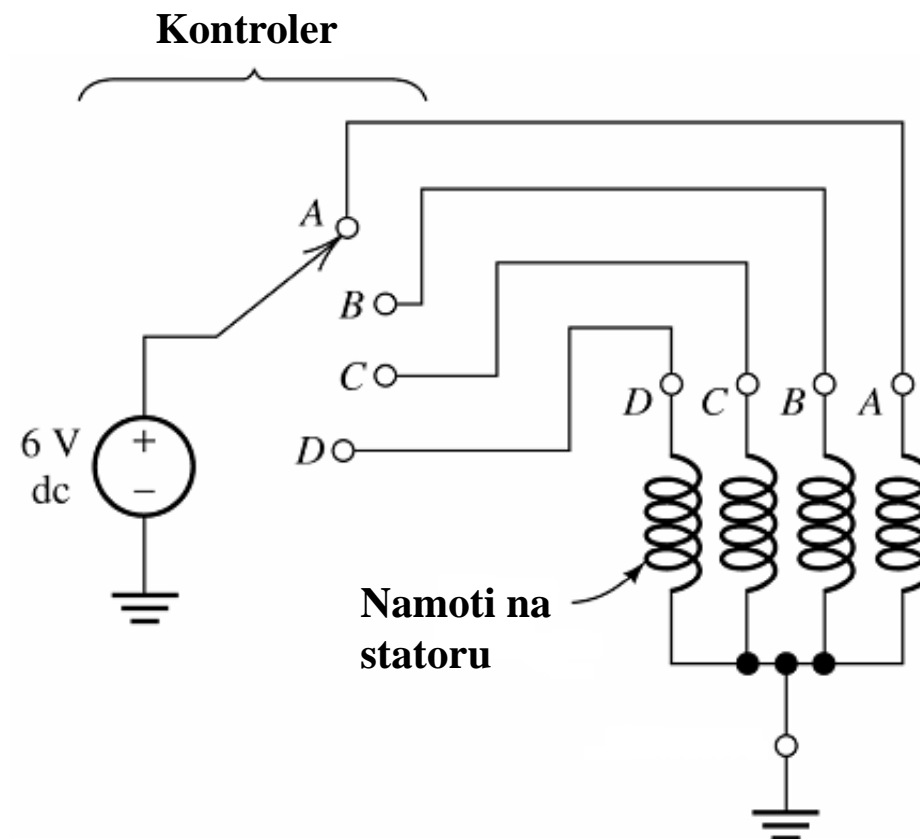 Kontroler
A
B
C
D
D C B A
6 V
dc
+
−
Namoti na
statoru